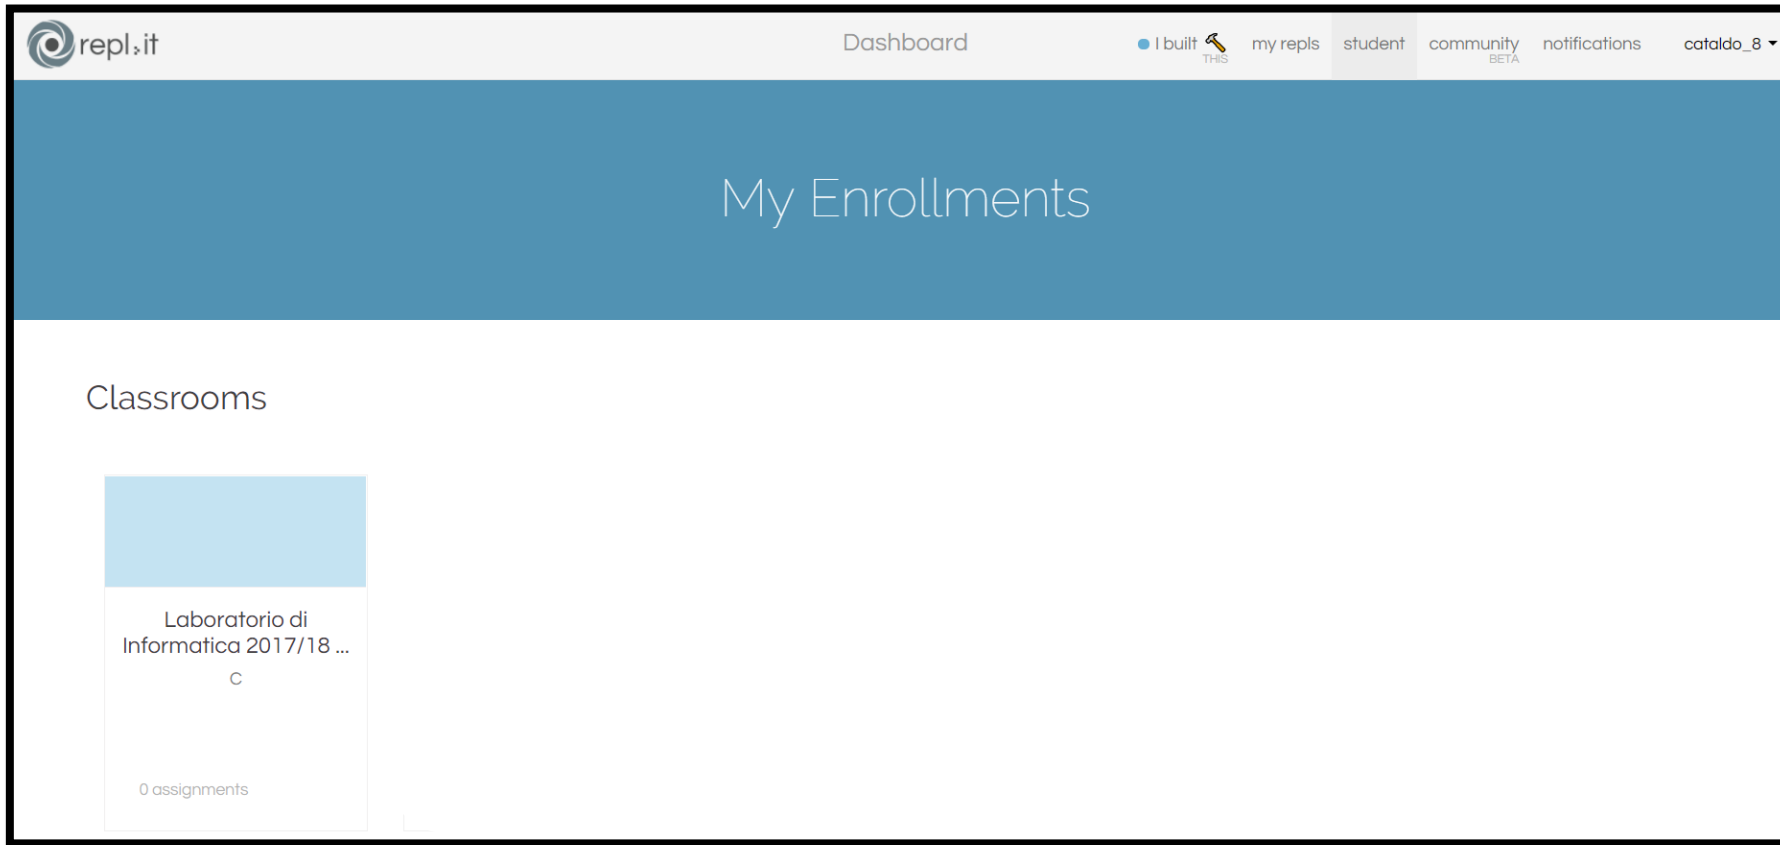 repl.it
Dashboard
I built
THIS
my repls
student
community
BETA
notifications
cataldo_8
My Enrollments
Classrooms
Laboratorio di
Informatica 2017/18 ...
C
0 assignments